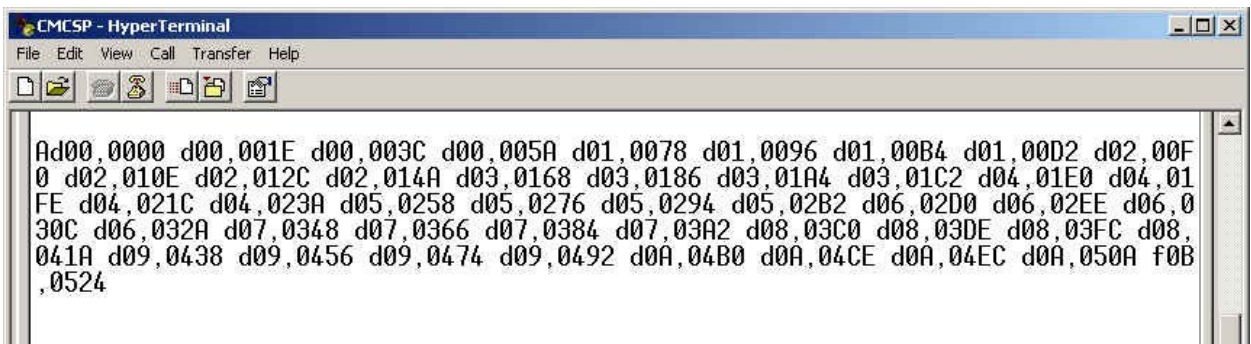 CMCSP - HyperTerminal
File Edit View Call Transfer Help
Ad00,0000 d00,001E d00,003C d00,005A d01,0078 d01,0096 d01,00B4 d01,00D2 d02,00F
0 d02,010E d02,012C d02,014A d03,0168 d03,0186 d03,01A4 d03,01C2 d04,01E0 d04,01
FE d04,021C d04,023A d05,0258 d05,0276 d05,0294 d05,02B2 d06,02D0 d06,02EE d06,0
30C d06,032A d07,0348 d07,0366 d07,0384 d07,03A2 d08,03C0 d08,03DE d08,03FC d08,
041A d09,0438 d09,0456 d09,0474 d09,0492 d0A,04B0 d0A,04CE d0A,04EC d0A,050A f0B
,0524